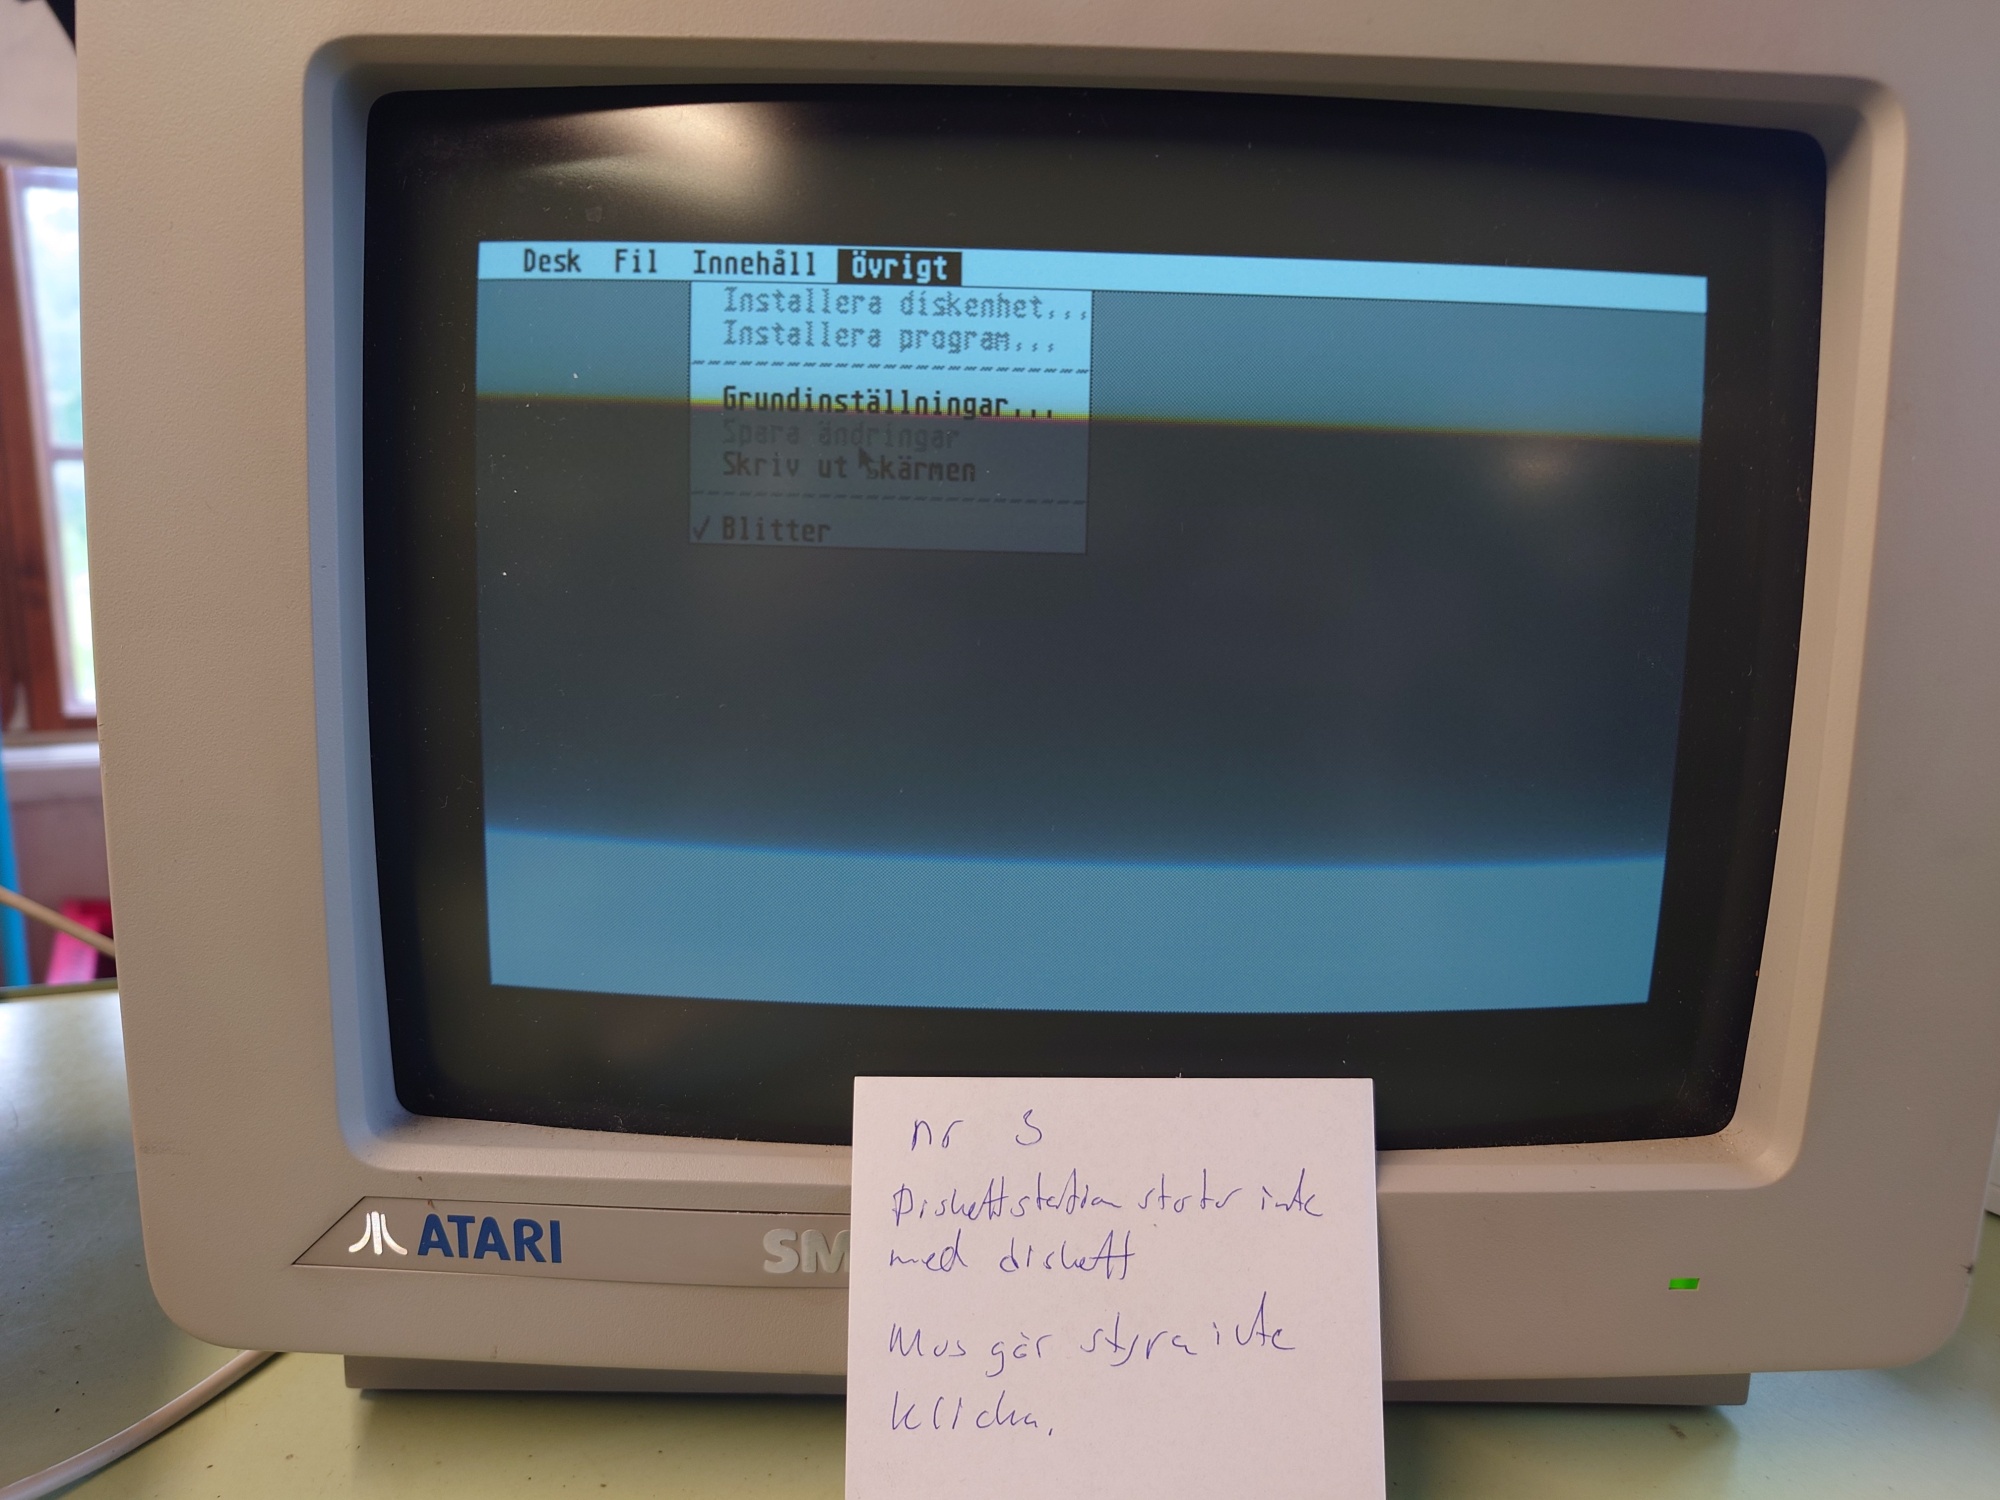 Desk Fil Innehåll Övrigt
Installera diskenhet...
Installera program...
Grundinställningar...
Spara ändringar
Skriv ut skärmen
✓ Blitter
ATARI SM
nr 3
Diskettstation startar inte
med diskett
Mus går styra inte
klicka.